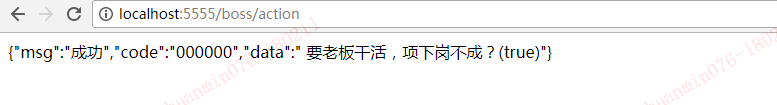 localhost:5555/boss/action
{"msg":"成功","code":"000000","data":" 要老板干活，项下岗不成？(true)"}